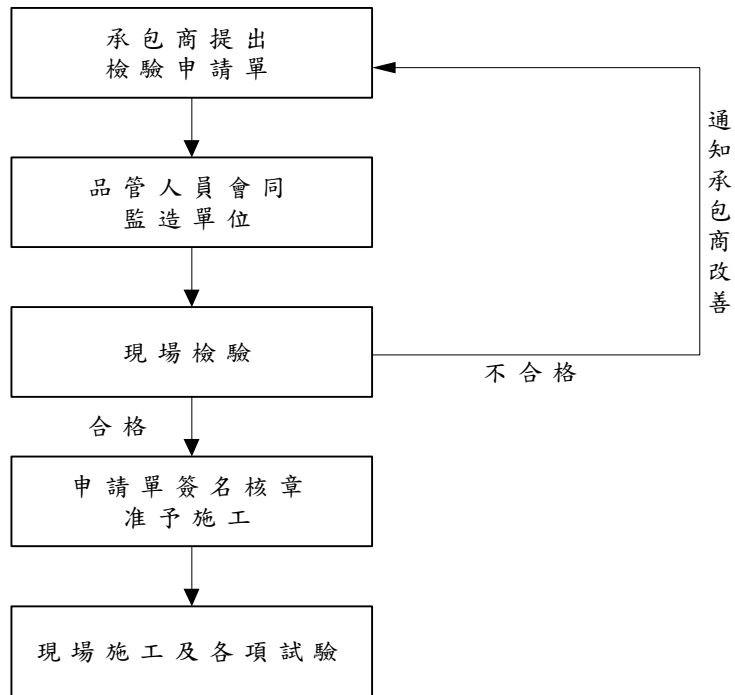 承包商提出
檢驗申請單
品管人員會同
監造單位
現場檢驗
不合格
通知承包商改善
合格
申請單簽名核章
准予施工
現場施工及各項試驗